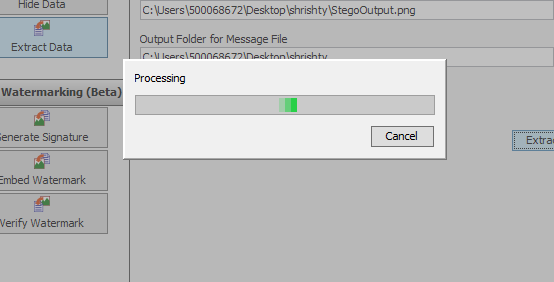 Hide Data
C:\Users\500068672\Desktop\shrishty\StegoOutput.png
Extract Data
Output Folder for Message File
C:\Users\500068672\Desktop\shrishty
Processing
Cancel
Watermarking (Beta)
Generate Signature
Embed Watermark
Verify Watermark
Extra